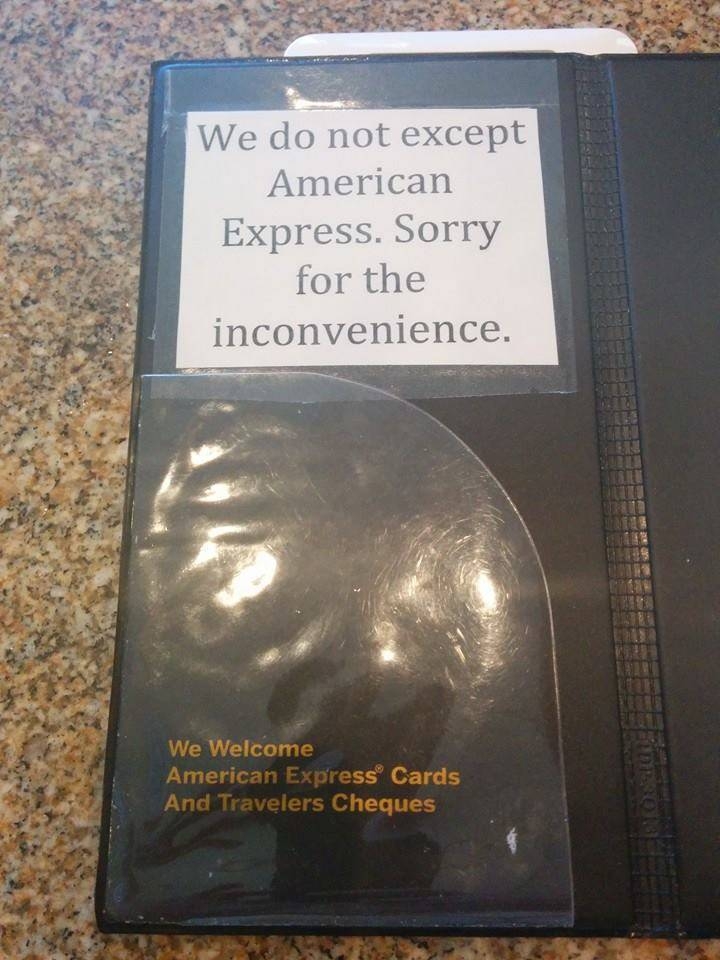 We do not except
American
Express. Sorry
for the
inconvenience.
We Welcome
American Express® Cards
And Travelers Cheques